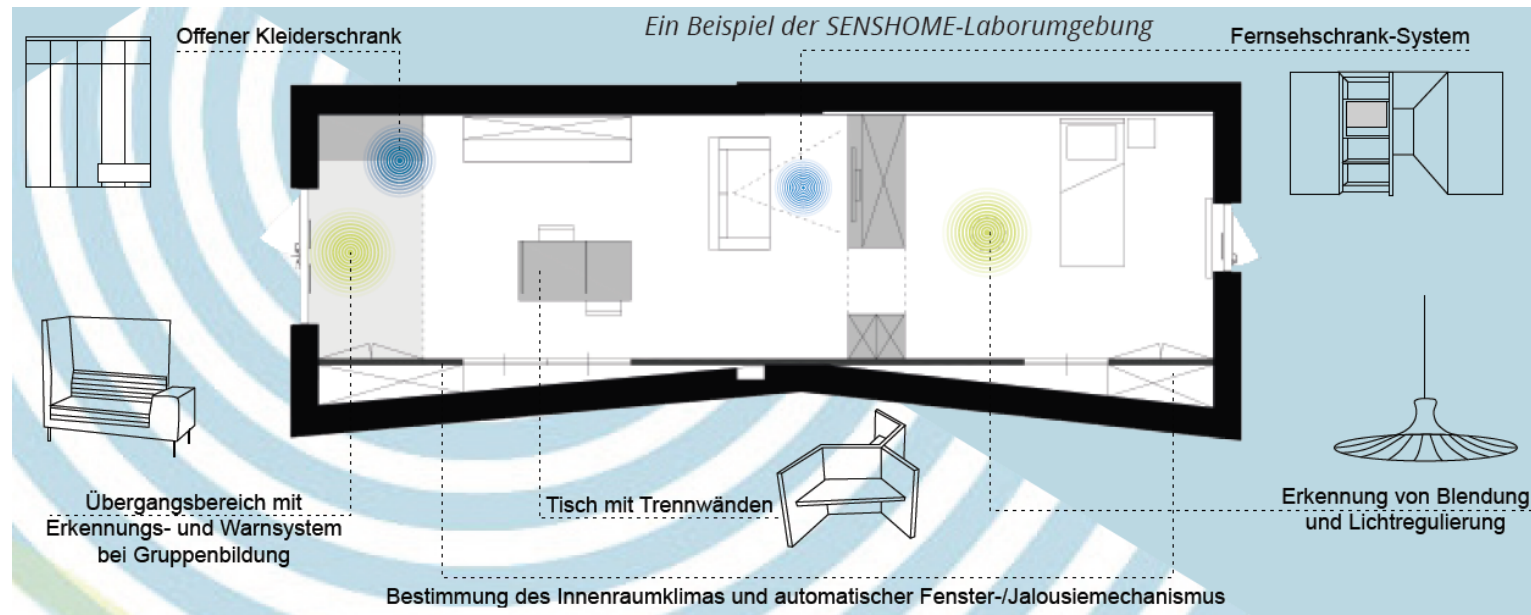 Ein Beispiel der SENSHOME-Laborumgebung
Offener Kleiderschrank
Fernsehschrank-System
Übergangsbereich mit
Erkennungs- und Warnsystem
bei Gruppenbildung
Tisch mit Trennwänden
Erkennung von Blendung
und Lichtregulierung
Bestimmung des Innenraumklimas und automatischer Fenster-/Jalousiemechanismus